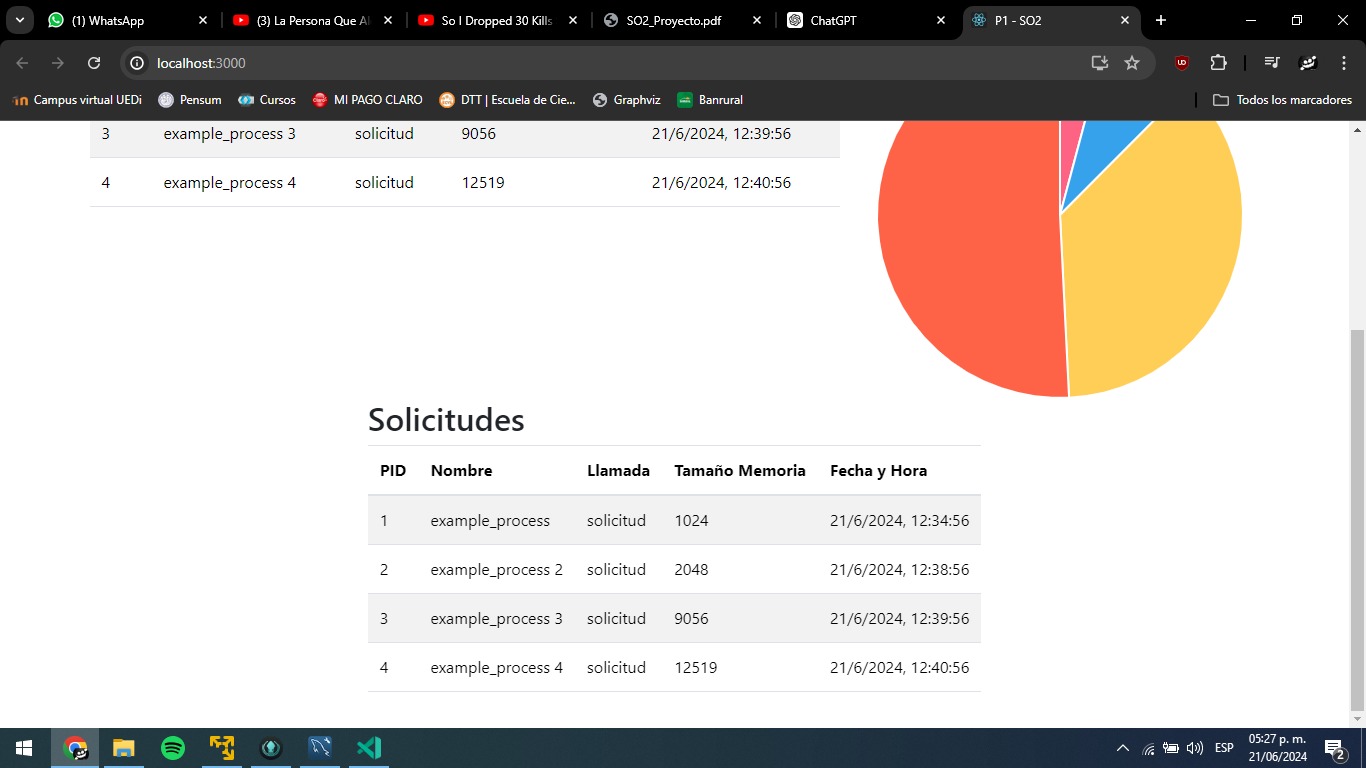 (1) WhatsApp
(3) La Persona Que Al
So I Dropped 30 Kills
SO2_Proyecto.pdf
ChatGPT
P1 - SO2
localhost:3000
Campus virtual UEDi Pensum Cursos MI PAGO CLARO DTT | Escuela de Cie... Graphviz Banrural Todos los marcadores
3 example_process 3 solicitud 9056 21/6/2024, 12:39:56
4 example_process 4 solicitud 12519 21/6/2024, 12:40:56
Solicitudes
PID Nombre Llamada Tamaño Memoria Fecha y Hora
1 example_process solicitud 1024 21/6/2024, 12:34:56
2 example_process 2 solicitud 2048 21/6/2024, 12:38:56
3 example_process 3 solicitud 9056 21/6/2024, 12:39:56
4 example_process 4 solicitud 12519 21/6/2024, 12:40:56
ESP
05:27 p. m.
21/06/2024
2